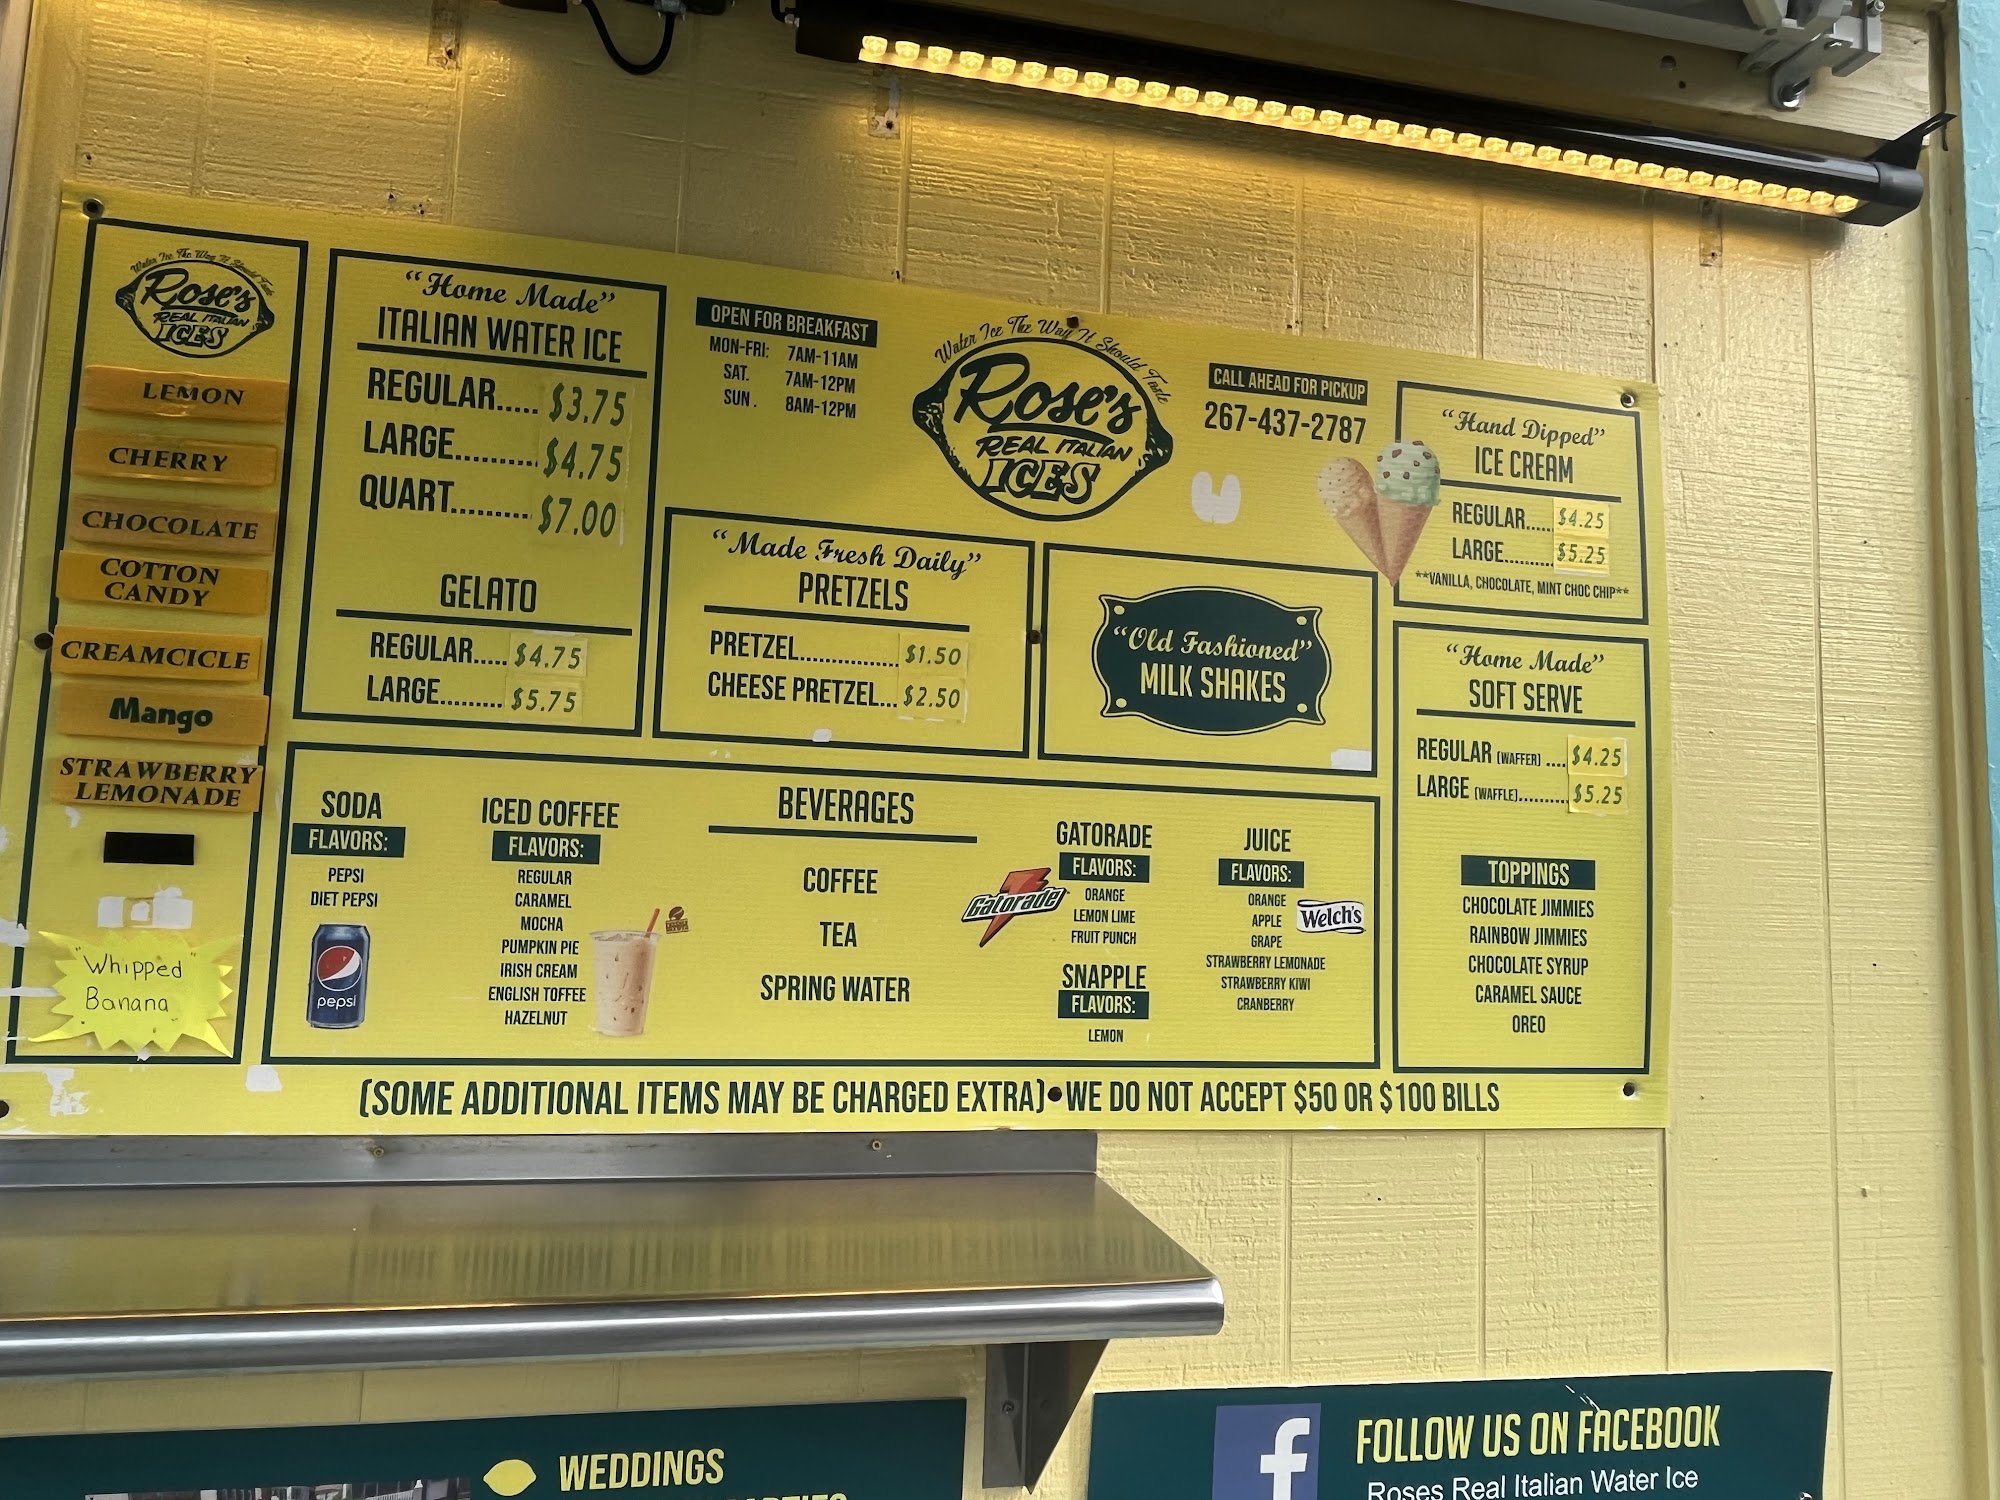 Water Ice The Way It Should Taste
Rose's
REAL ITALIAN
ICES
LEMON
CHERRY
CHOCOLATE
COTTON
CANDY
CREAMCICLE
Mango
STRAWBERRY
LEMONADE
Whipped
Banana
"Home Made"
ITALIAN WATER ICE
REGULAR..... $3.75
LARGE.......... $4.75
QUART.......... $7.00
GELATO
REGULAR..... $4.75
LARGE.......... $5.75
OPEN FOR BREAKFAST
MON-FRI: 7AM-11AM
SAT. 7AM-12PM
SUN. 8AM-12PM
Water Ice The Way It Should Taste
Rose's
REAL ITALIAN
ICES
CALL AHEAD FOR PICKUP
267-437-2787
"Made Fresh Daily"
PRETZELS
PRETZEL.................. $1.50
CHEESE PRETZEL... $2.50
"Old Fashioned"
MILK SHAKES
"Hand Dipped"
ICE CREAM
REGULAR..... $4.25
LARGE........... $5.25
**VANILLA, CHOCOLATE, MINT CHOC CHIP**
"Home Made"
SOFT SERVE
REGULAR (WAFFER) .... $4.25
LARGE (WAFFLE).......... $5.25
TOPPINGS
CHOCOLATE JIMMIES
RAINBOW JIMMIES
CHOCOLATE SYRUP
CARAMEL SAUCE
OREO
BEVERAGES
SODA
FLAVORS:
PEPSI
DIET PEPSI
pepsi
ICED COFFEE
FLAVORS:
REGULAR
CARAMEL
MOCHA
PUMPKIN PIE
IRISH CREAM
ENGLISH TOFFEE
HAZELNUT
COFFEE
TEA
SPRING WATER
GATORADE
FLAVORS:
Gatorade
ORANGE
LEMON LIME
FRUIT PUNCH
SNAPPLE
FLAVORS:
LEMON
JUICE
FLAVORS:
ORANGE
APPLE
GRAPE
STRAWBERRY LEMONADE
STRAWBERRY KIWI
CRANBERRY
Welch's
(SOME ADDITIONAL ITEMS MAY BE CHARGED EXTRA) • WE DO NOT ACCEPT $50 OR $100 BILLS
WEDDINGS
FOLLOW US ON FACEBOOK
Roses Real Italian Water Ice